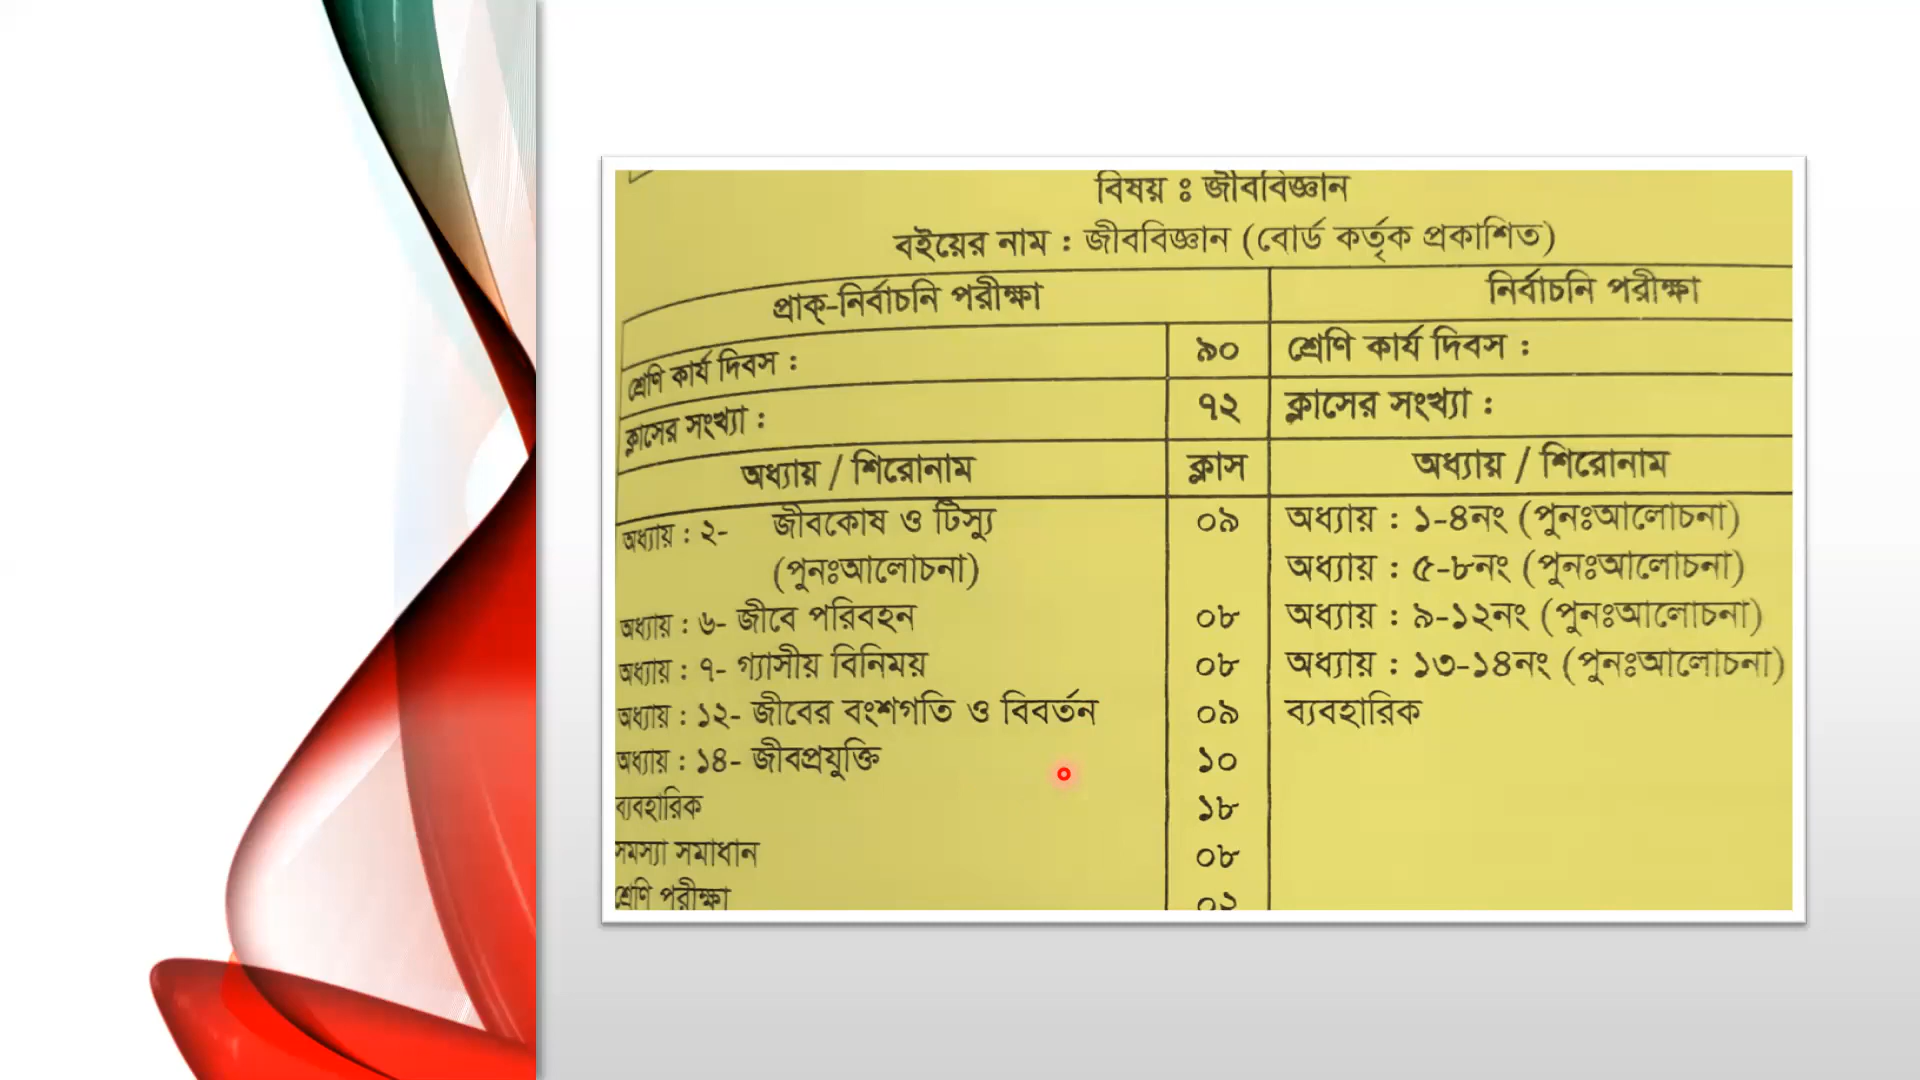 বিষয় ঃ জীববিজ্ঞান
বইয়ের নাম : জীববিজ্ঞান (বোর্ড কর্তৃক প্রকাশিত)
প্রাক্-নির্বাচনি পরীক্ষা নির্বাচনি পরীক্ষা
শ্রেণি কার্য দিবস : ৯০ শ্রেণি কার্য দিবস :
ক্লাসের সংখ্যা : ৭২ ক্লাসের সংখ্যা :
অধ্যায় / শিরোনাম ক্লাস অধ্যায় / শিরোনাম
অধ্যায় : ২- জীবকোষ ও টিস্যু ০৯ অধ্যায় : ১-৪নং (পুনঃআলোচনা)
(পুনঃআলোচনা) অধ্যায় : ৫-৮নং (পুনঃআলোচনা)
অধ্যায় : ৬- জীবে পরিবহন ০৮ অধ্যায় : ৯-১২নং (পুনঃআলোচনা)
অধ্যায় : ৭- গ্যাসীয় বিনিময় ০৮ অধ্যায় : ১৩-১৪নং (পুনঃআলোচনা)
অধ্যায় : ১২- জীবের বংশগতি ও বিবর্তন ০৯ ব্যবহারিক
অধ্যায় : ১৪- জীবপ্রযুক্তি ১০
ব্যবহারিক ১৮
সমস্যা সমাধান ০৮
শ্রেণি পরীক্ষা ০২